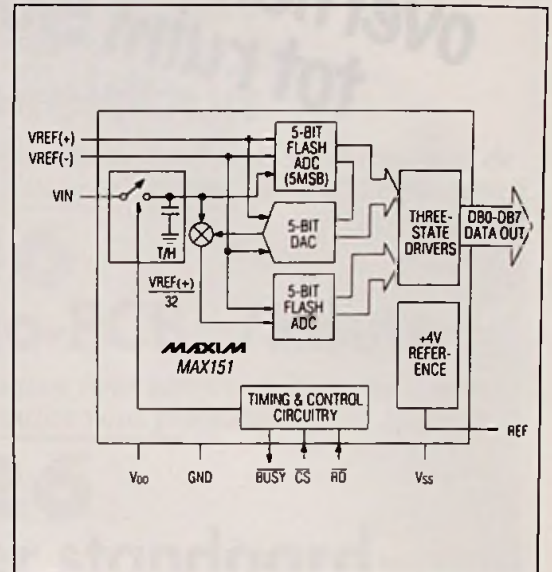 VREF(+)
VREF(-)
VIN
T/H
VREF(+)
32
5-BIT
FLASH
ADC
(5MSB)
5-BIT
DAC
5-BIT
FLASH
ADC
THREE-
STATE
DRIVERS
DB0-DB7
DATA OUT
+4V
REFER-
ENCE
MAXIM
MAX151
TIMING & CONTROL
CIRCUITRY
REF
VDD
GND
BUSY
CS
RD
VSS